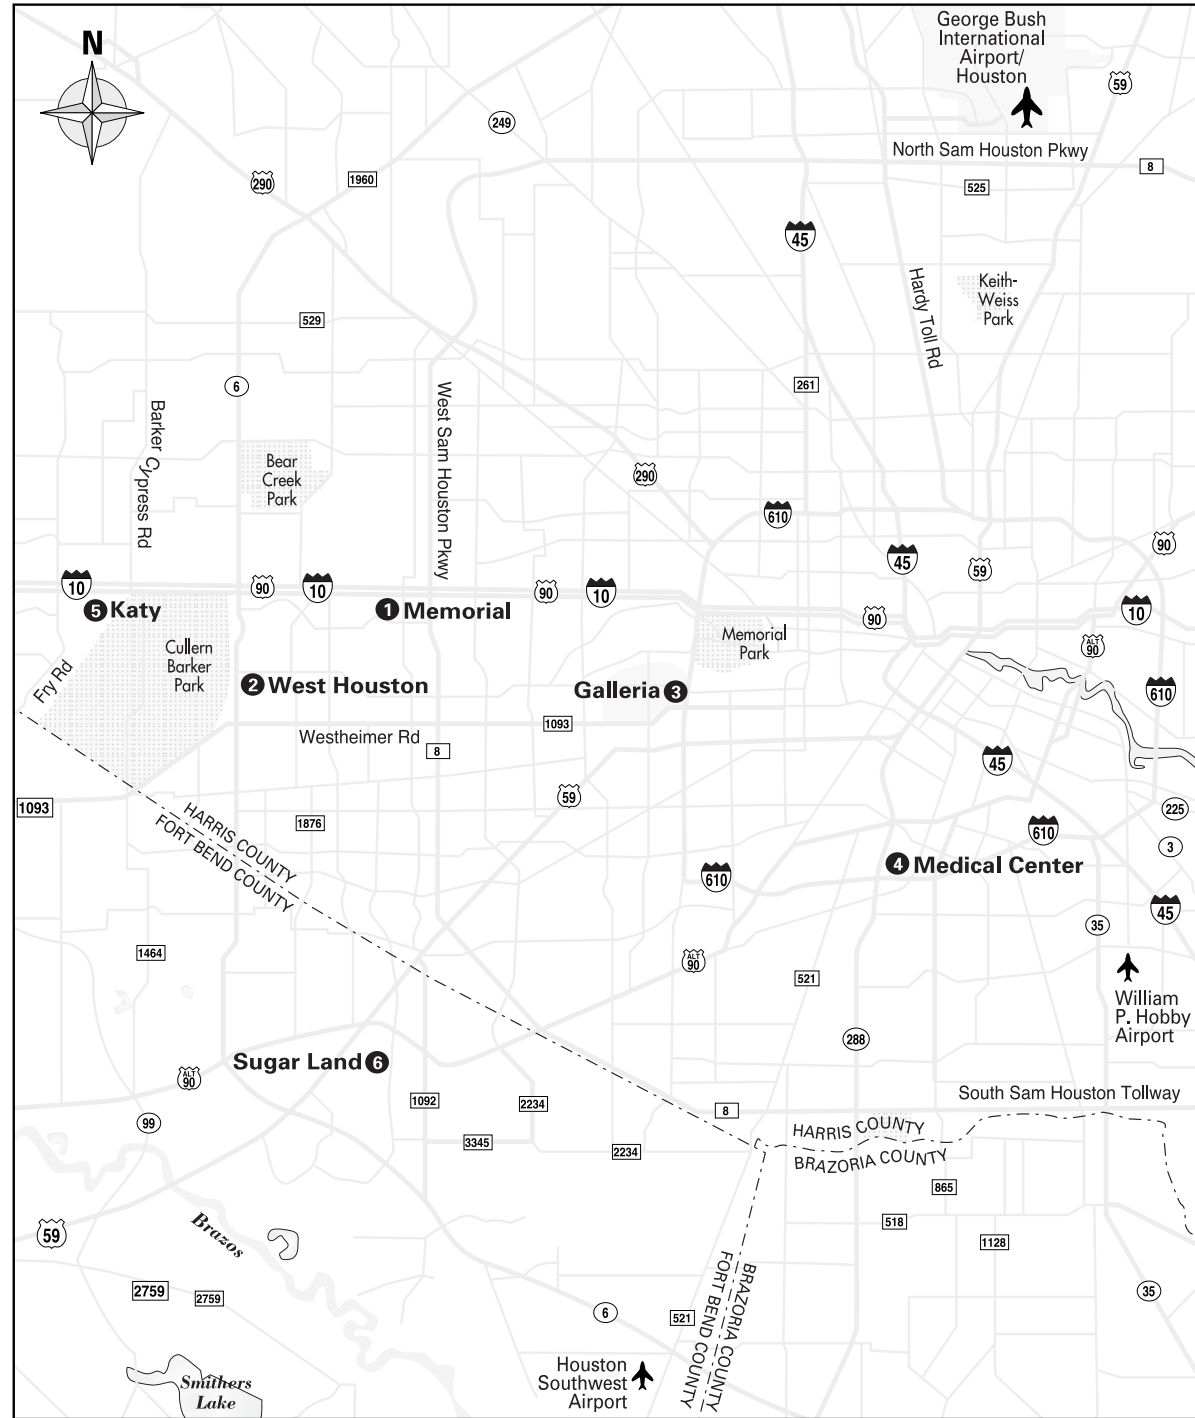 George Bush
International
Airport/
Houston
N
59
249
North Sam Houston Pkwy
8
290
1960
525
45
Hardy Toll Rd
Keith-
Weiss
Park
529
6
261
West Sam Houston Pkwy
Barker Cypress Rd
Bear
Creek
Park
290
610
45
90
59
10
90
10
90
10
10
5 Katy
1 Memorial
90
Cullern
Barker
Park
Memorial
Park
ALT
90
Fry Rd
2 West Houston
Galleria 3
610
1093
Westheimer Rd
8
45
59
1093
225
HARRIS COUNTY
FORT BEND COUNTY
1876
610
3
4 Medical Center
610
45
35
1464
ALT
90
521
William
P. Hobby
Airport
288
Sugar Land 6
ALT
90
South Sam Houston Tollway
1092
2234
8
99
HARRIS COUNTY
BRAZORIA COUNTY
3345
2234
865
Brazos
59
518
1128
2759
2759
BRAZORIA COUNTY
FORT BEND COUNTY
35
6
521
Houston
Southwest
Airport
Smithers
Lake